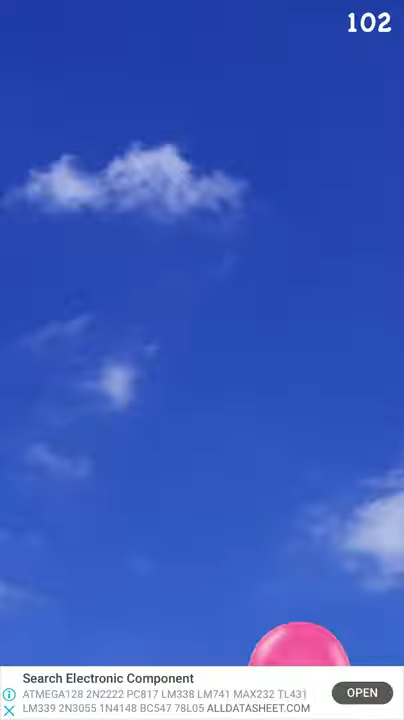 102
Search Electronic Component
ATMEGA128 2N2222 PC817 LM338 LM741 MAX232 TL431
LM339 2N3055 1N4148 BC547 78L05 ALLDATASHEET.COM
OPEN